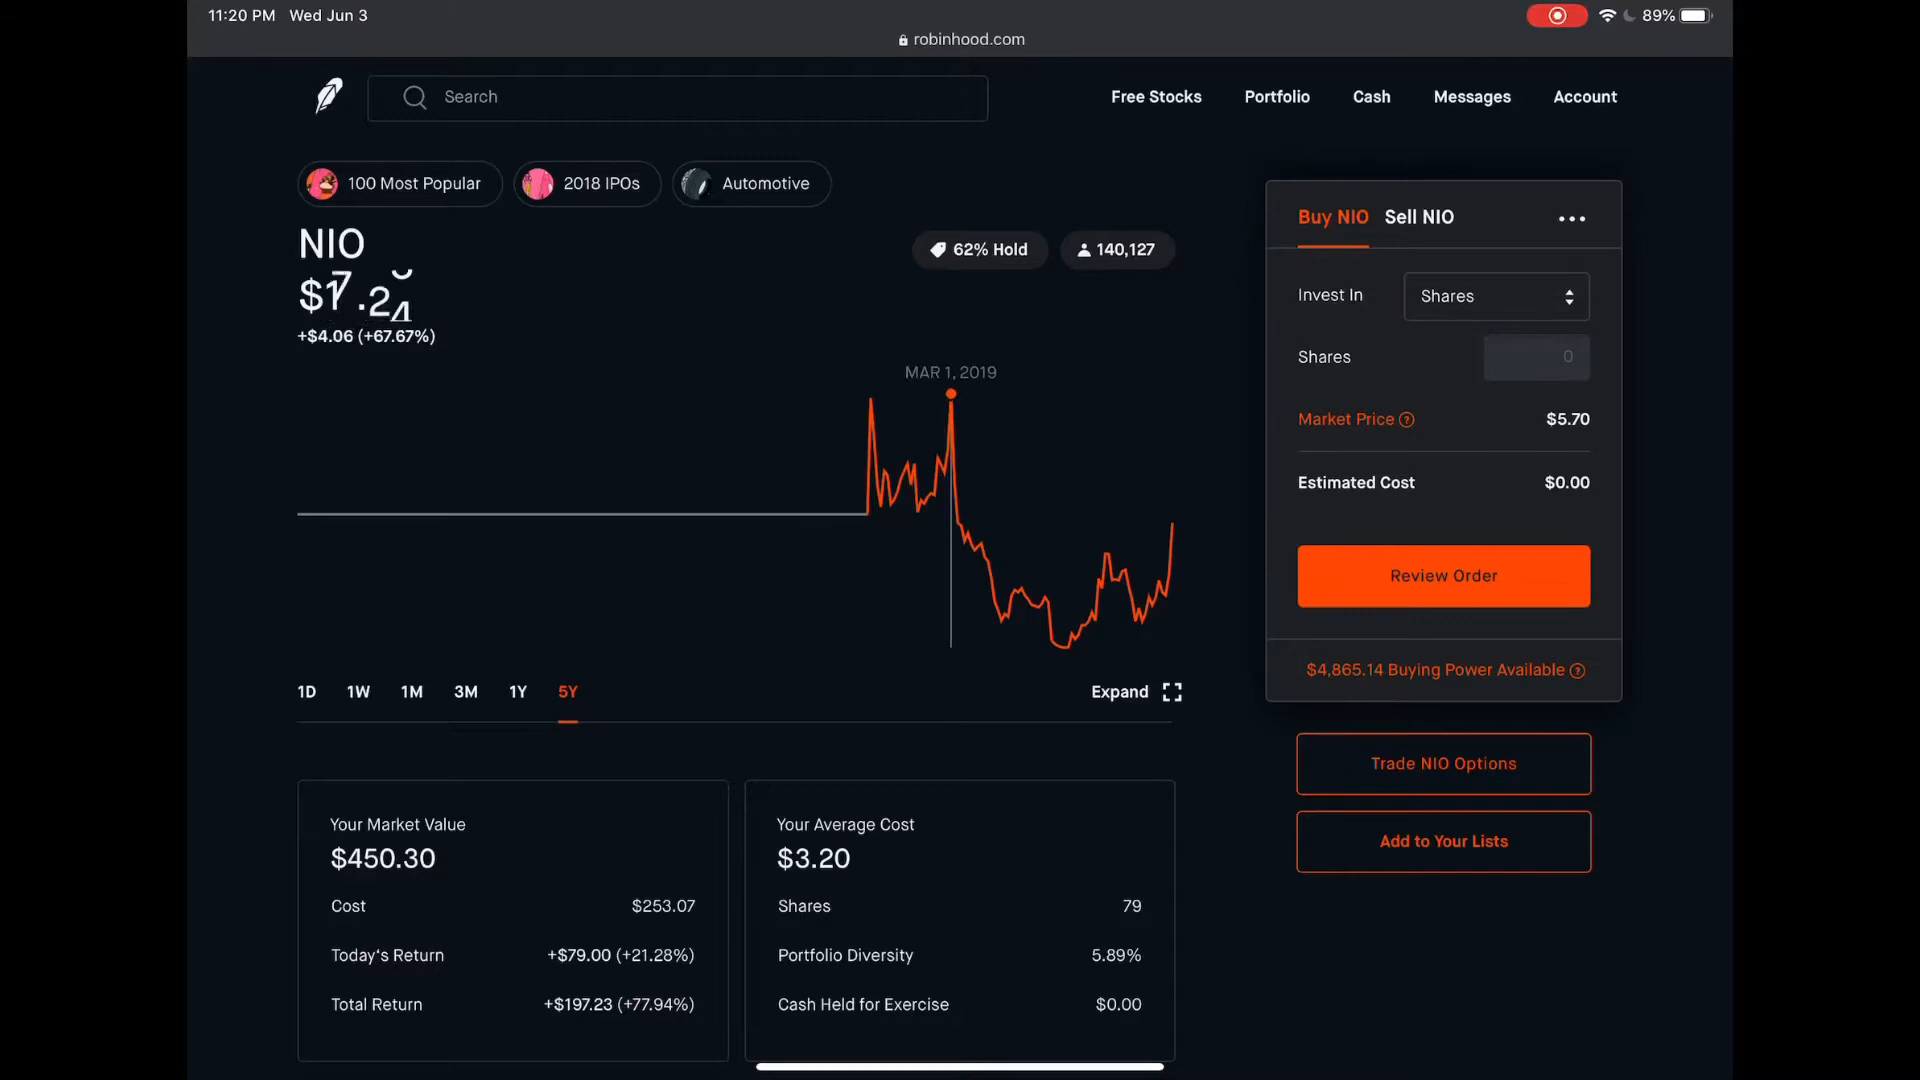 11:20 PM Wed Jun 3
89%
robinhood.com
Search
Free Stocks Portfolio Cash Messages Account
100 Most Popular 2018 IPOs Automotive
NIO
62% Hold 140,127
+$4.06 (+67.67%)
MAR 1, 2019
1D 1W 1M 3M 1Y 5Y
Expand
Your Market Value
$450.30
Cost $253.07
Today's Return +$79.00 (+21.28%)
Total Return +$197.23 (+77.94%)
Your Average Cost
$3.20
Shares 79
Portfolio Diversity 5.89%
Cash Held for Exercise $0.00
Buy NIO Sell NIO
Invest In Shares
Shares 0
Market Price $5.70
Estimated Cost $0.00
Review Order
$4,865.14 Buying Power Available
Trade NIO Options
Add to Your Lists